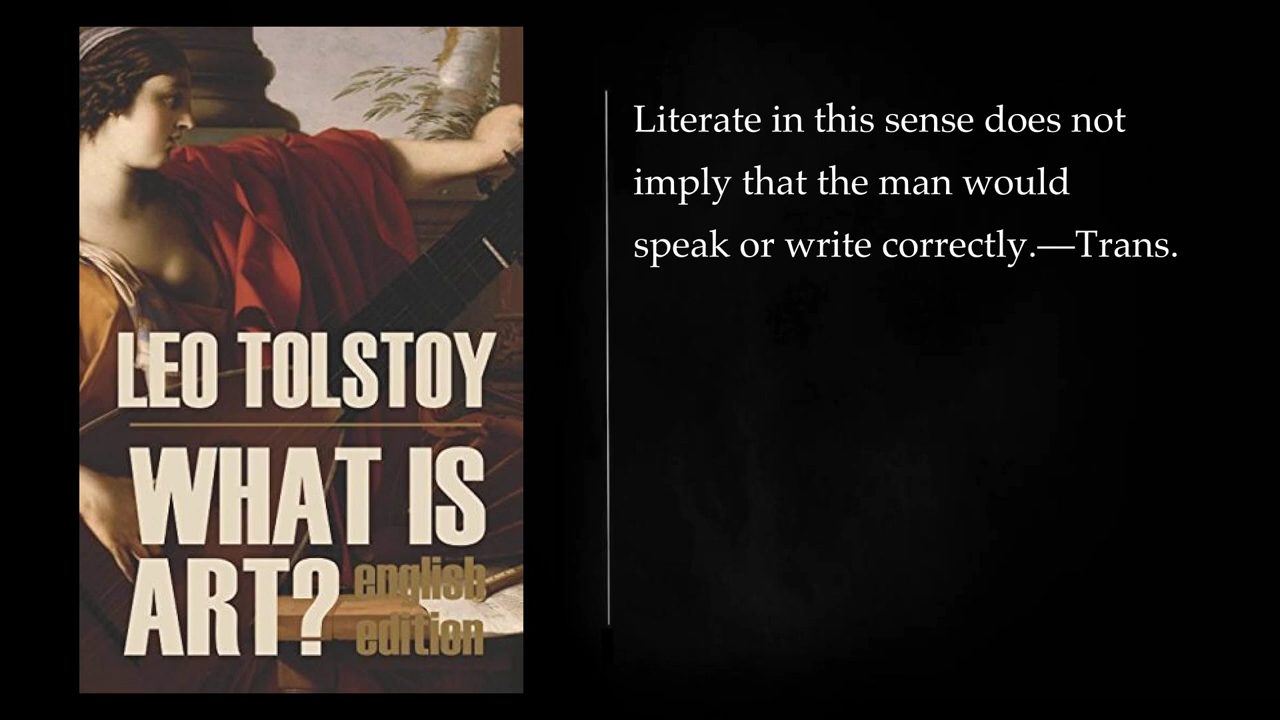 LEO TOLSTOY
WHAT IS
ART?
english
edition
Literate in this sense does not
imply that the man would
speak or write correctly.—Trans.